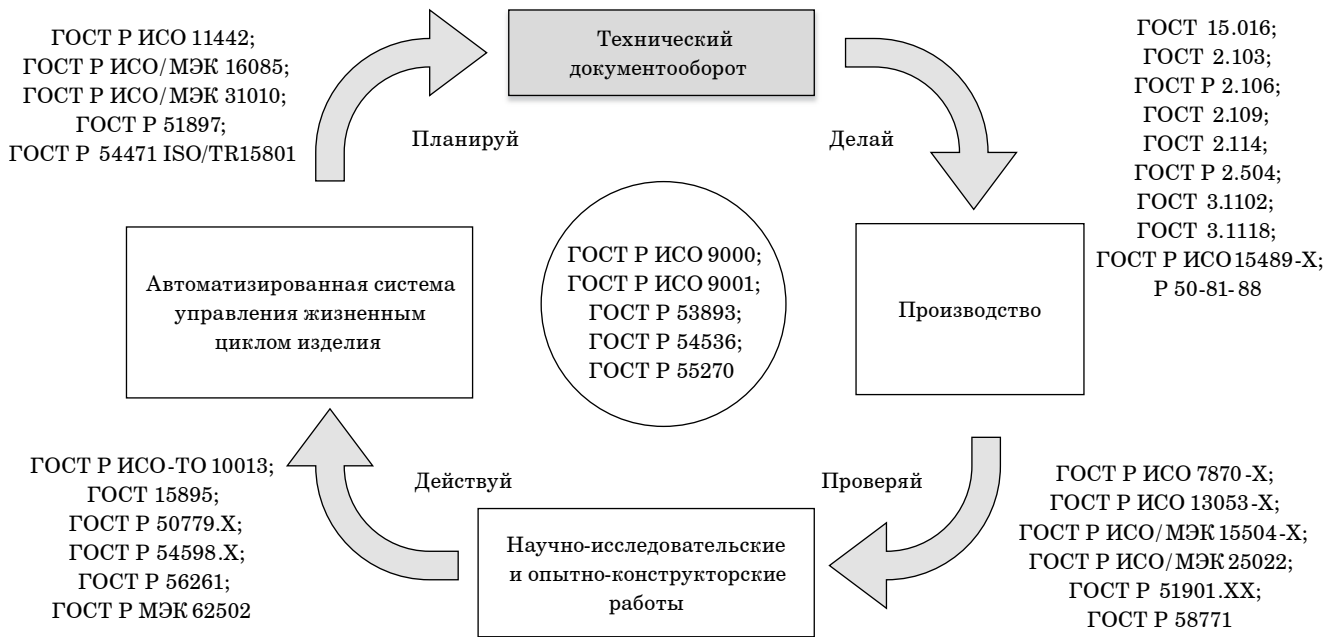 ГОСТ Р ИСО 11442;
ГОСТ Р ИСО/МЭК 16085;
ГОСТ Р ИСО/МЭК 31010;
ГОСТ Р 51897;
ГОСТ Р 54471 ISO/TR15801
Планируй
Технический
документооборот
Делай
ГОСТ 15.016;
ГОСТ 2.103;
ГОСТ Р 2.106;
ГОСТ 2.109;
ГОСТ 2.114;
ГОСТ Р 2.504;
ГОСТ 3.1102;
ГОСТ 3.1118;
ГОСТ Р ИСО 15489-Х;
Р 50-81-88
Автоматизированная система
управления жизненным
циклом изделия
ГОСТ Р ИСО 9000;
ГОСТ Р ИСО 9001;
ГОСТ Р 53893;
ГОСТ Р 54536;
ГОСТ Р 55270
Производство
ГОСТ Р ИСО-ТО 10013;
ГОСТ 15895;
ГОСТ Р 50779.Х;
ГОСТ Р 54598.Х;
ГОСТ Р 56261;
ГОСТ Р МЭК 62502
Действуй
Научно-исследовательские
и опытно-конструкторские
работы
Проверяй
ГОСТ Р ИСО 7870-Х;
ГОСТ Р ИСО 13053-Х;
ГОСТ Р ИСО/МЭК 15504-Х;
ГОСТ Р ИСО/МЭК 25022;
ГОСТ Р 51901.ХХ;
ГОСТ Р 58771